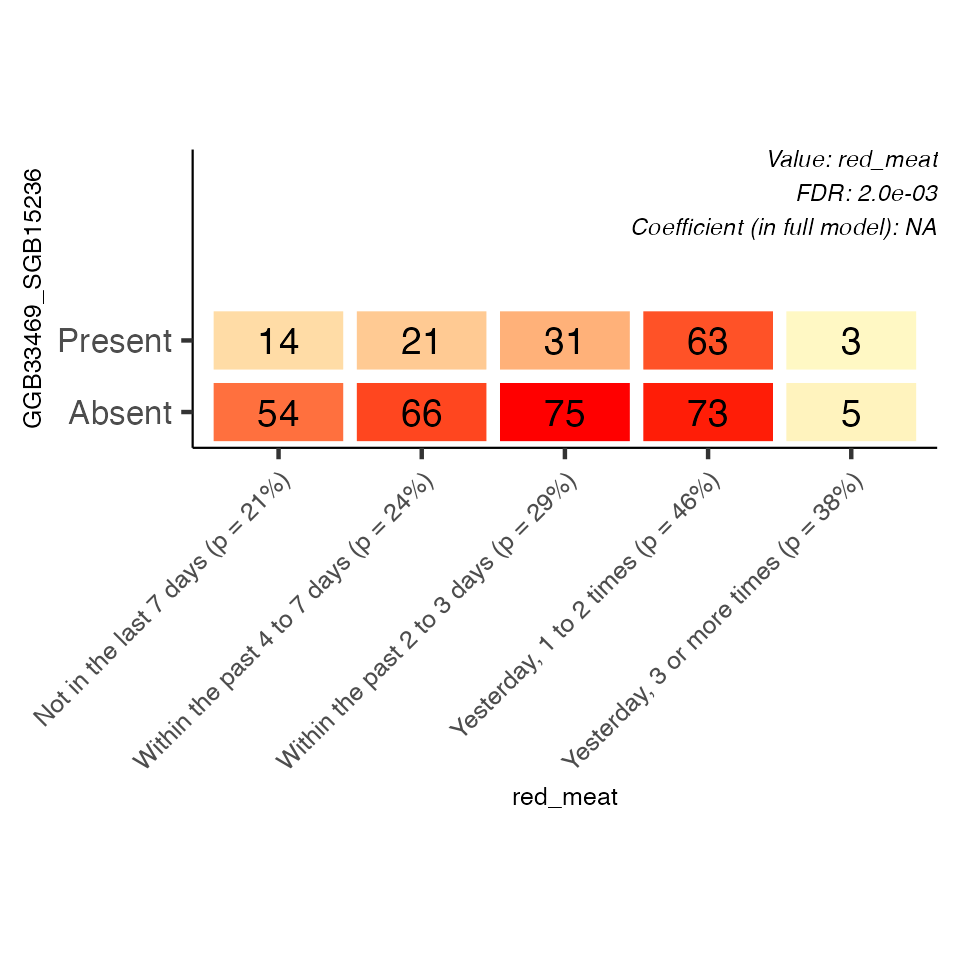 Value: red_meat
FDR: 2.0e-03
Coefficient (in full model): NA
GGB33469_SGB15236
Present
14
21
31
63
3
Absent
54
66
75
73
5
Not in the last 7 days (p = 21%)
Within the past 4 to 7 days (p = 24%)
Within the past 2 to 3 days (p = 29%)
Yesterday, 1 to 2 times (p = 46%)
Yesterday, 3 or more times (p = 38%)
red_meat